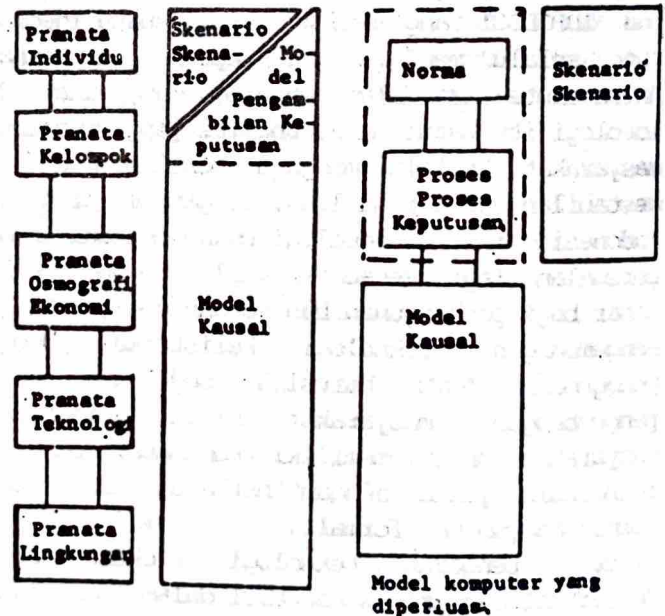 Pranata
Individu
Pranata
Kelompok
Pranata
Osmografi
Ekonomi
Pranata
Teknologi
Pranata
Lingkungan
Skenario
Skena-
rio
Mo-
del
Pengam-
bilan Ke-
putusan
Model
Kausal
Norma
Proses
Proses
Keputusan
Model
Kausal
Skenario
Skenario
Model komputer yang
diperluas